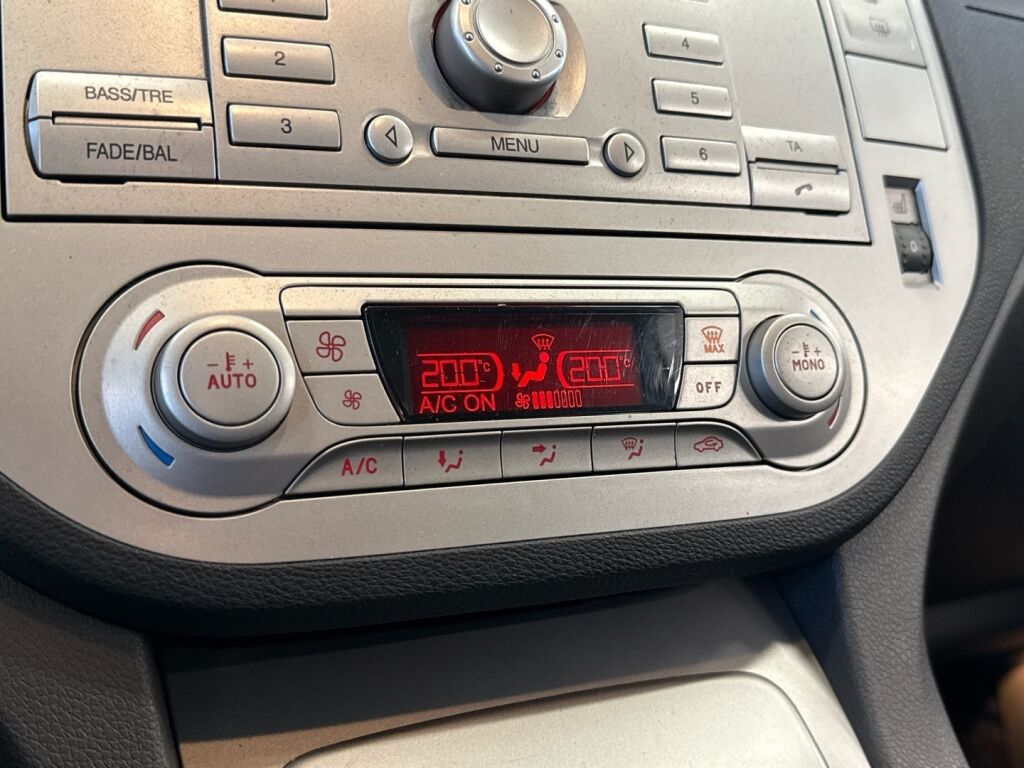 2
4
BASS/TRE
5
3
MENU
6
TA
FADE/BAL
0
- +
AUTO
20.0°C
20.0°C
A/C ON
MAX
OFF
- +
MONO
A/C